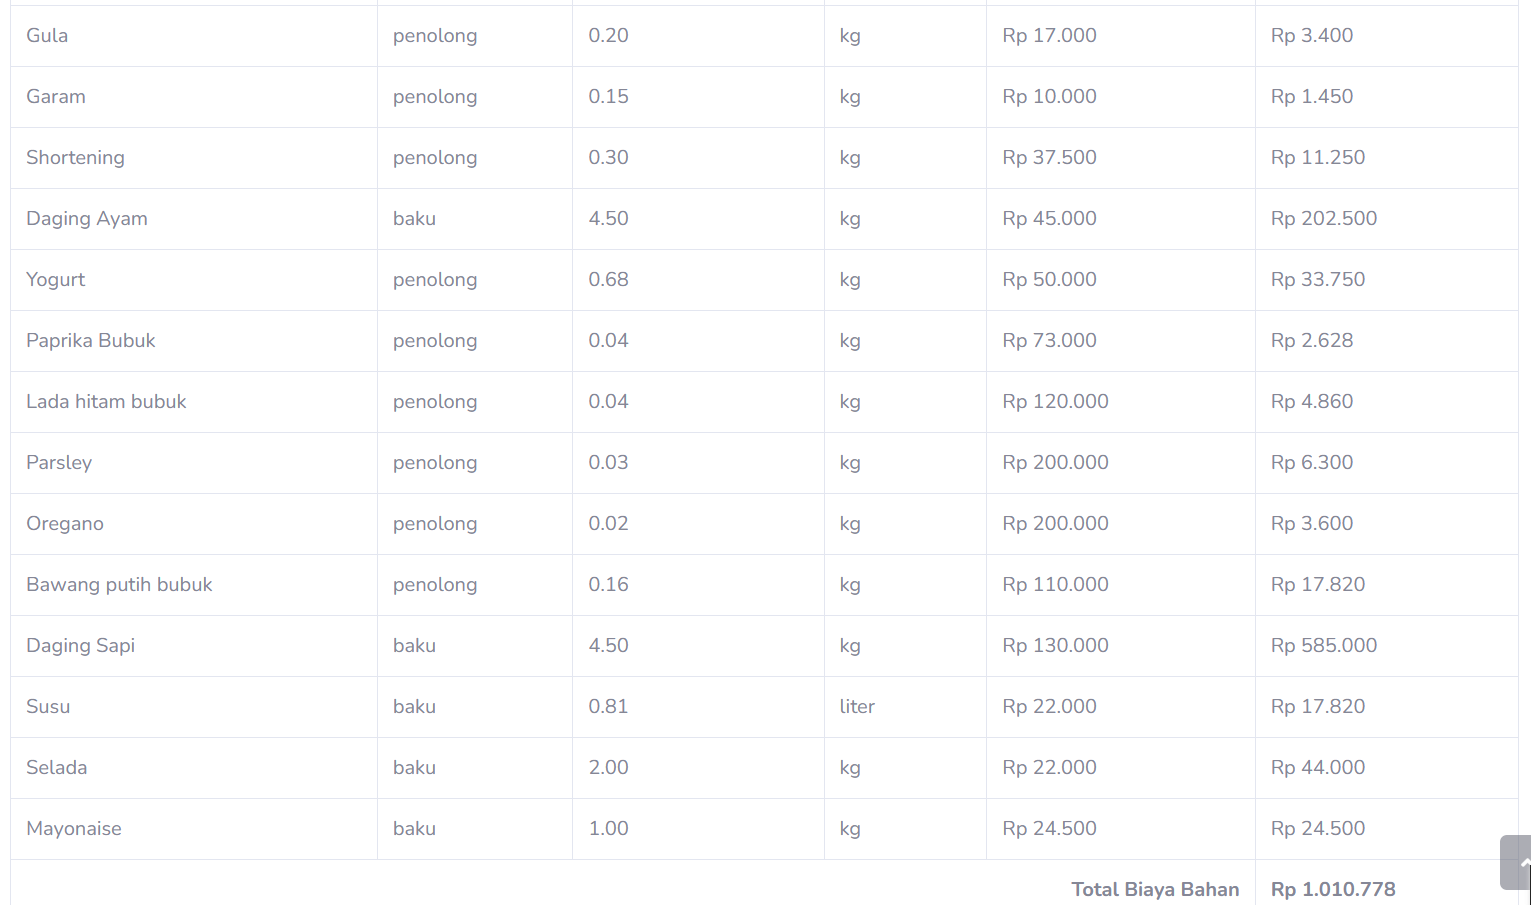 Gula penolong 0.20 kg Rp 17.000 Rp 3.400
Garam penolong 0.15 kg Rp 10.000 Rp 1.450
Shortening penolong 0.30 kg Rp 37.500 Rp 11.250
Daging Ayam baku 4.50 kg Rp 45.000 Rp 202.500
Yogurt penolong 0.68 kg Rp 50.000 Rp 33.750
Paprika Bubuk penolong 0.04 kg Rp 73.000 Rp 2.628
Lada hitam bubuk penolong 0.04 kg Rp 120.000 Rp 4.860
Parsley penolong 0.03 kg Rp 200.000 Rp 6.300
Oregano penolong 0.02 kg Rp 200.000 Rp 3.600
Bawang putih bubuk penolong 0.16 kg Rp 110.000 Rp 17.820
Daging Sapi baku 4.50 kg Rp 130.000 Rp 585.000
Susu baku 0.81 liter Rp 22.000 Rp 17.820
Selada baku 2.00 kg Rp 22.000 Rp 44.000
Mayonaise baku 1.00 kg Rp 24.500 Rp 24.500
Total Biaya Bahan Rp 1.010.778